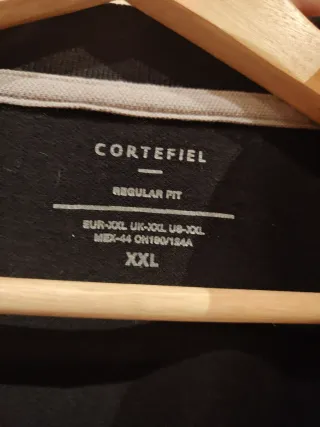 CORTEFIEL
REGULAR FIT
EUR-XXL UK-XXL US-XXL
MEX-44 CN190/124A
XXL